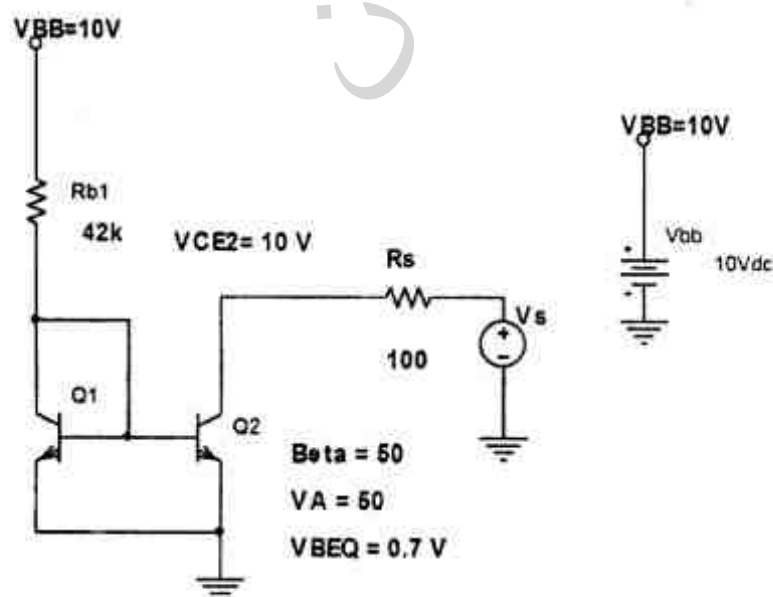 VBB=10V
Rb1
42k
VCE2= 10 V
Rs
100
Vs
VBB=10V
Vbb
10Vdc
Q1
Q2
Beta = 50
VA = 50
VBEQ = 0.7 V